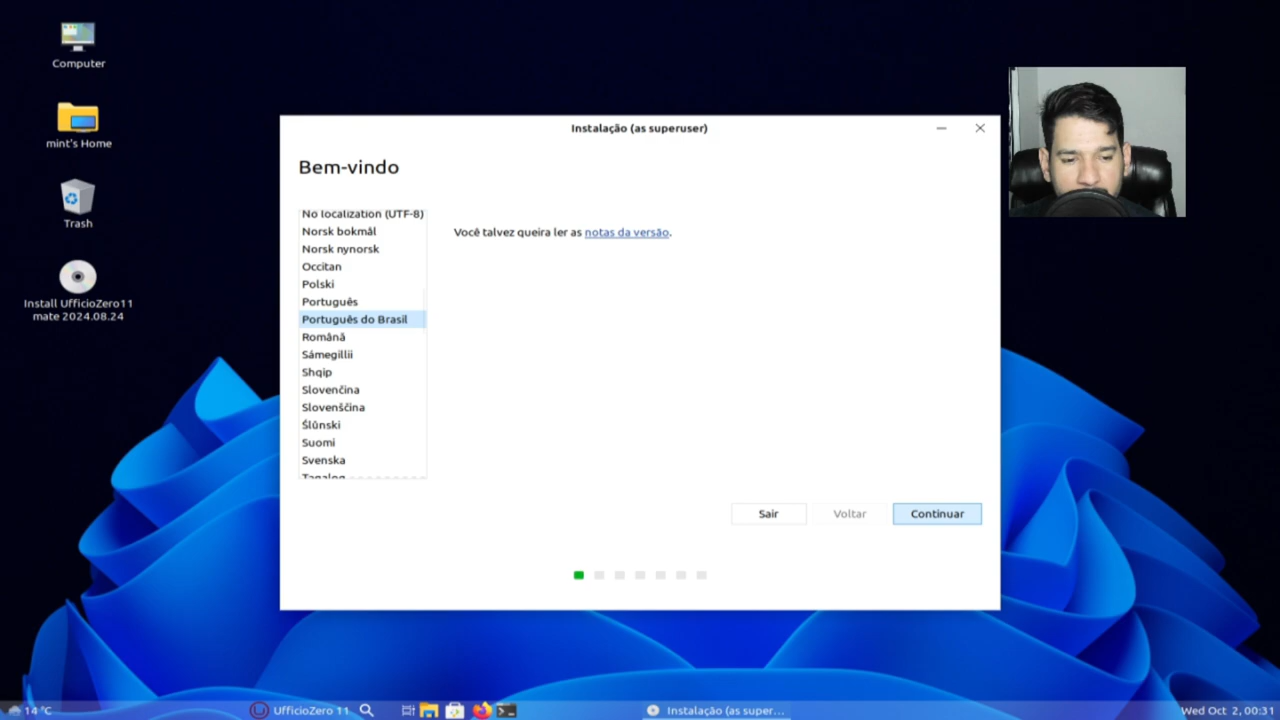 Computer
mint's Home
Trash
Install UfficioZero11
mate 2024.08.24
Instalação (as superuser)
Bem-vindo
No localization (UTF-8)
Norsk bokmål
Norsk nynorsk
Occitan
Polski
Português
Português do Brasil
Română
Sámegillii
Shqip
Slovenčina
Slovenščina
Ślůnski
Suomi
Svenska
Tagalog
Você talvez queira ler as notas da versão.
Sair
Voltar
Continuar
14 °C
UfficioZero 11
Instalação (as super...
Wed Oct 2, 00:31